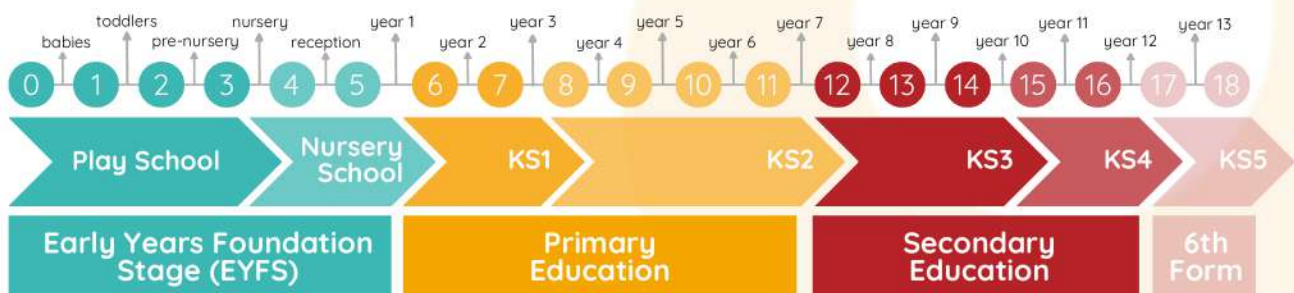 toddlers nursery year 1 year 3 year 5 year 7 year 9 year 11 year 13
babies pre-nursery reception year 2 year 4 year 6 year 8 year 10 year 12
0 1 2 3 4 5 6 7 8 9 10 11 12 13 14 15 16 17 18
Play School
Nursery
School
KS1
KS2
KS3
KS4
KS5
Early Years Foundation
Stage (EYFS)
Primary
Education
Secondary
Education
6th
Form